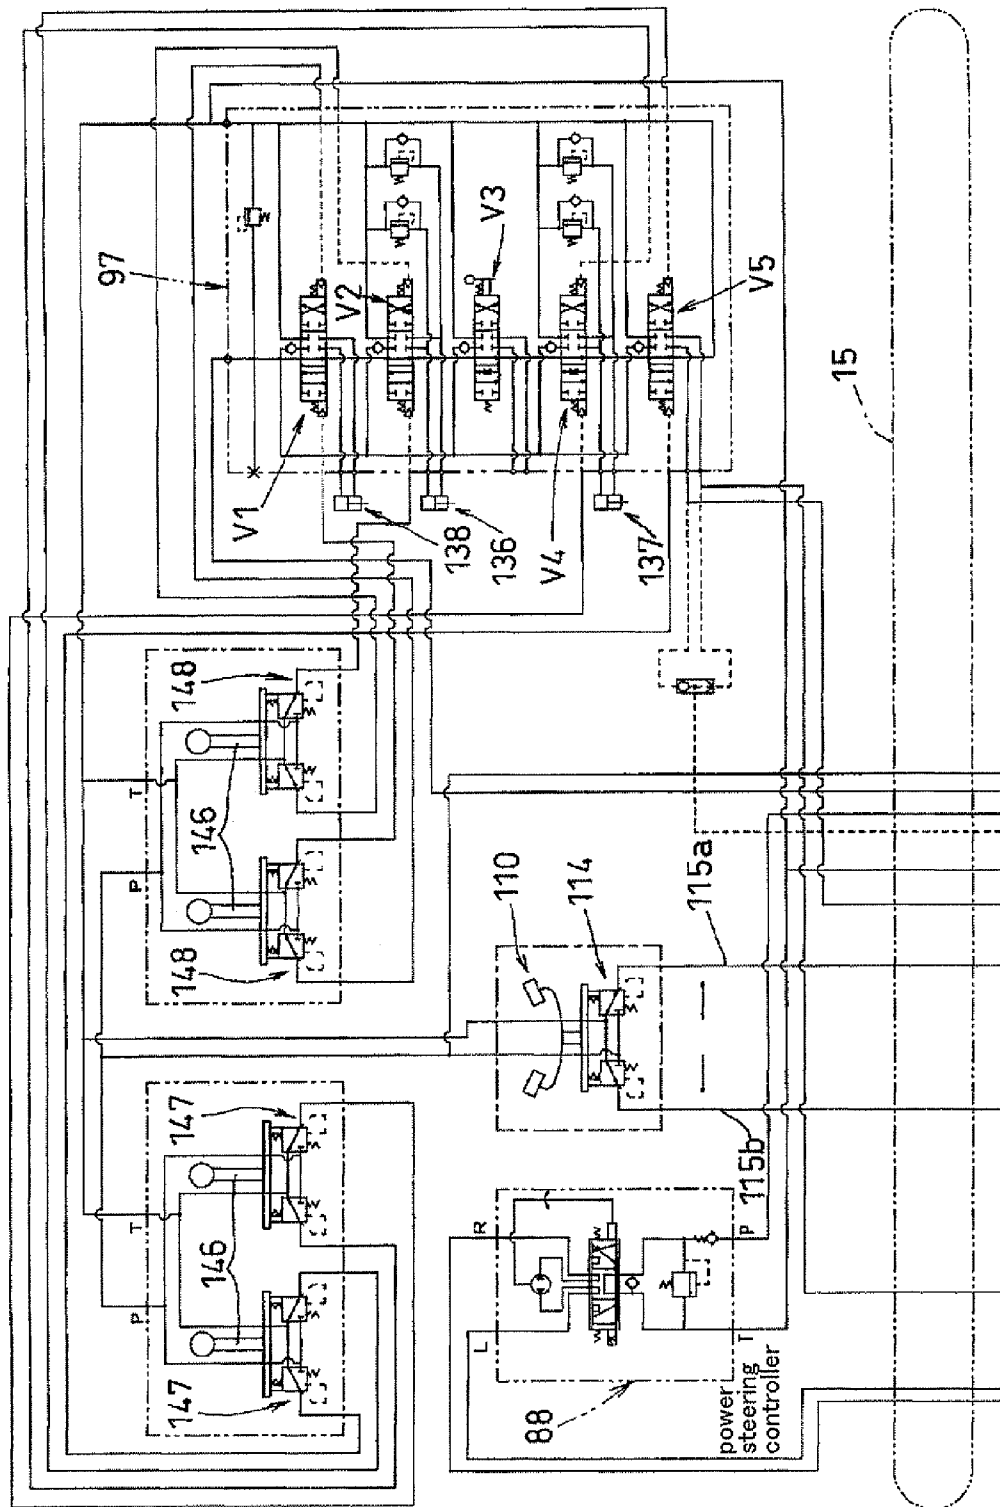 97
V1
V2
V3
V4
V5
138
136
137
15
148
148
T
P
146
110
114
115a
115b
147
147
T
P
146
R
L
P
T
88
power
steering
controller